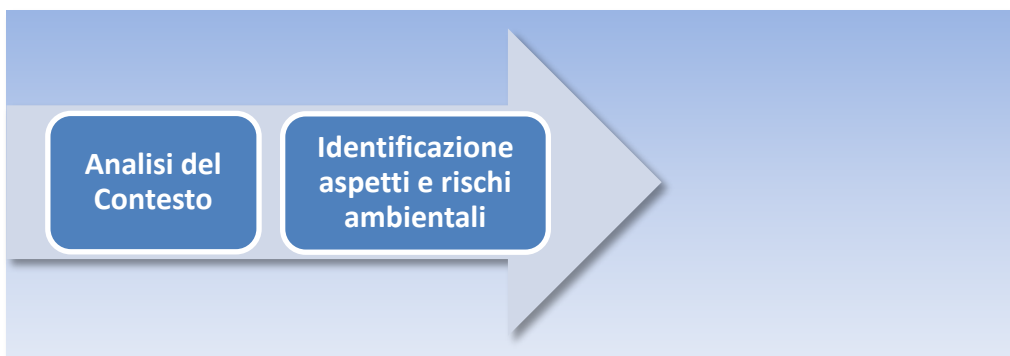 Analisi del
Contesto
Identificazione
aspetti e rischi
ambientali